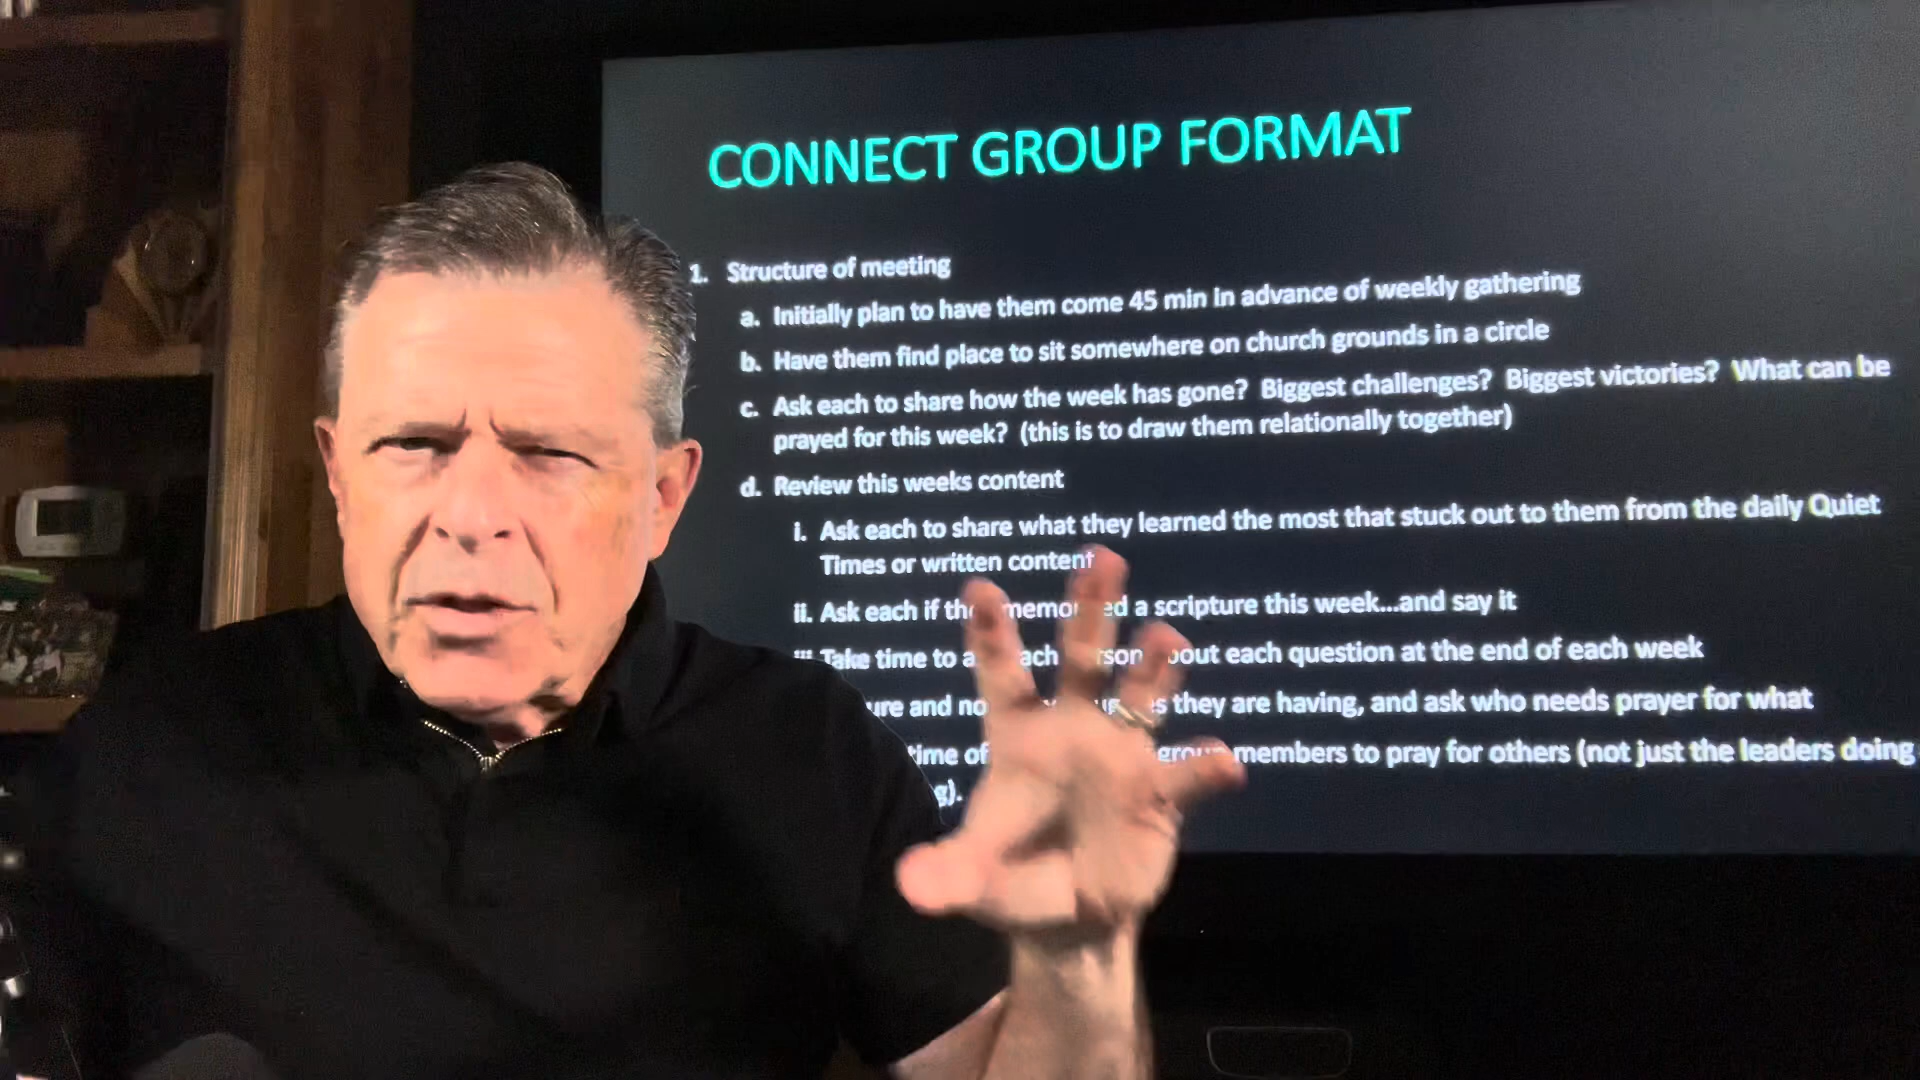 CONNECT GROUP FORMAT
1. Structure of meeting
a. Initially plan to have them come 45 min in advance of weekly gathering
b. Have them find place to sit somewhere on church grounds in a circle
c. Ask each to share how the week has gone? Biggest challenges? Biggest victories? What can be
prayed for this week? (this is to draw them relationally together)
d. Review this weeks content
i. Ask each to share what they learned the most that stuck out to them from the daily Quiet
Times or written content
ii. Ask each if a scripture this week...and say it
Take time to each about each question at the end of each week
and they are having, and ask who needs prayer for what
time of group members to pray for others (not just the leaders doing